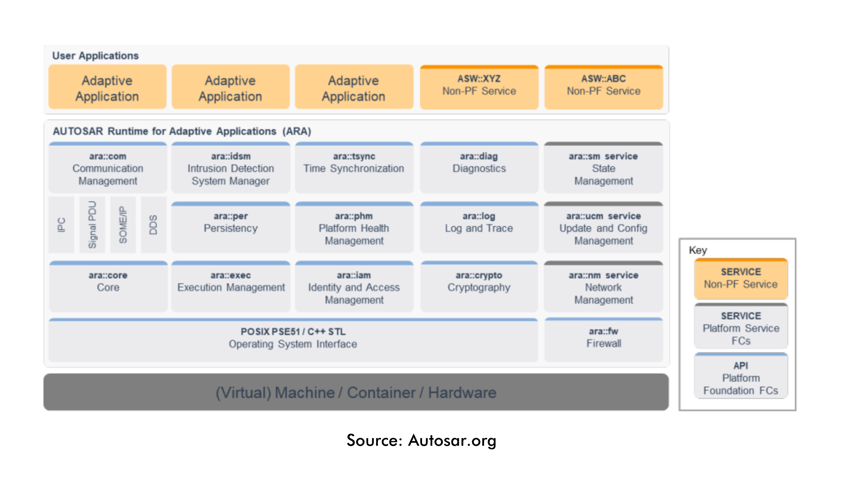 User Applications
Adaptive
Application
Adaptive
Application
Adaptive
Application
ASW::XYZ
Non-PF Service
ASW::ABC
Non-PF Service
AUTOSAR Runtime for Adaptive Applications (ARA)
ara::com
Communication
Management
ara::idsm
Intrusion Detection
System Manager
ara::tsync
Time Synchronization
ara::diag
Diagnostics
ara::sm service
State
Management
IPC
Signal PDU
SOME/IP
DDS
ara::per
Persistency
ara::phm
Platform Health
Management
ara::log
Log and Trace
ara::ucm service
Update and Config
Management
ara::core
Core
ara::exec
Execution Management
ara::iam
Identity and Access
Management
ara::crypto
Cryptography
ara::nm service
Network
Management
POSIX PSE51 / C++ STL
Operating System Interface
ara::fw
Firewall
(Virtual) Machine / Container / Hardware
Key
SERVICE
Non-PF Service
SERVICE
Platform Service
FCs
API
Platform
Foundation FCs
Source: Autosar.org